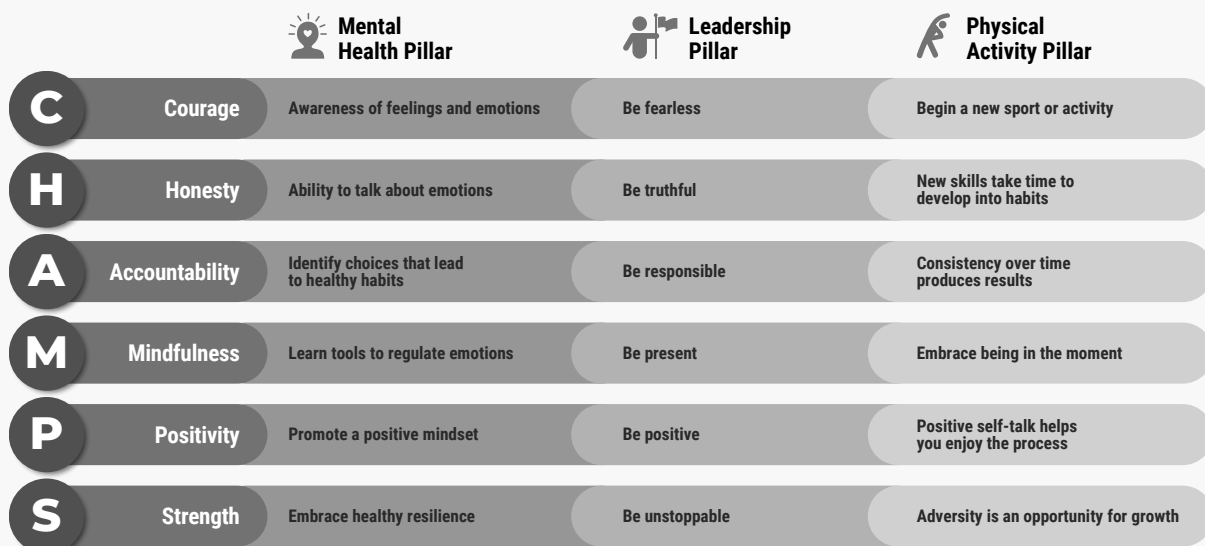 Mental
Health Pillar
Leadership
Pillar
Physical
Activity Pillar
C
Courage
Awareness of feelings and emotions
Be fearless
Begin a new sport or activity
H
Honesty
Ability to talk about emotions
Be truthful
New skills take time to
develop into habits
A
Accountability
Identify choices that lead
to healthy habits
Be responsible
Consistency over time
produces results
M
Mindfulness
Learn tools to regulate emotions
Be present
Embrace being in the moment
P
Positivity
Promote a positive mindset
Be positive
Positive self-talk helps
you enjoy the process
S
Strength
Embrace healthy resilience
Be unstoppable
Adversity is an opportunity for growth